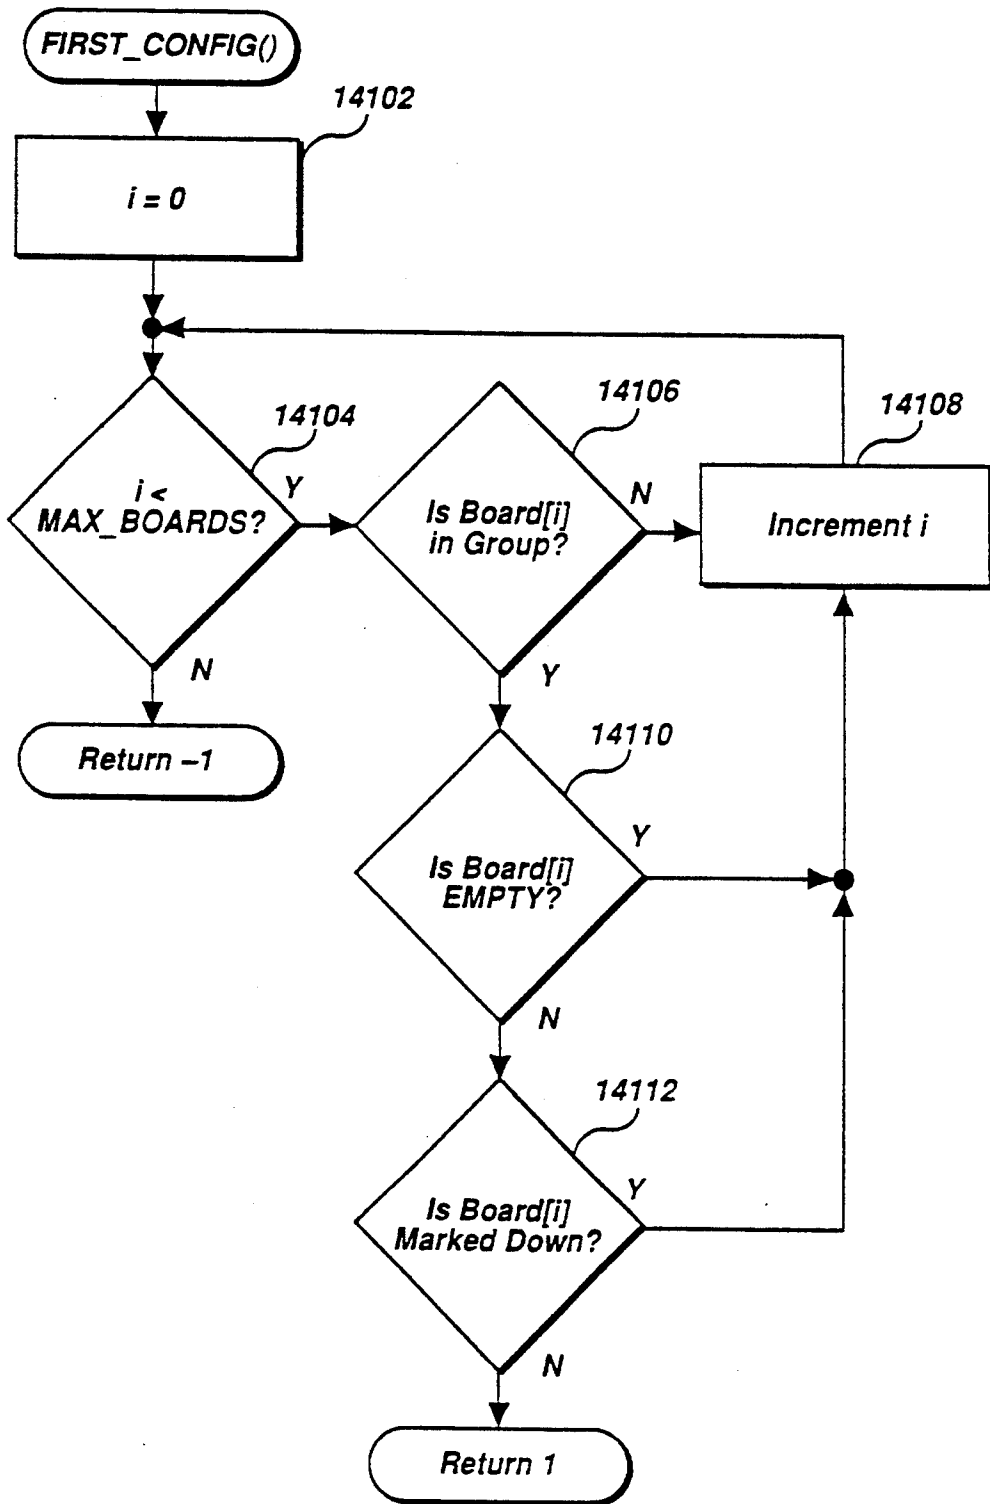 FIRST_CONFIG()
14102
i = 0
14104
i <
MAX_BOARDS?
Y
N
Return –1
14106
Is Board[i]
in Group?
N
Y
14108
Increment i
14110
Is Board[i]
EMPTY?
Y
N
14112
Is Board[i]
Marked Down?
Y
N
Return 1